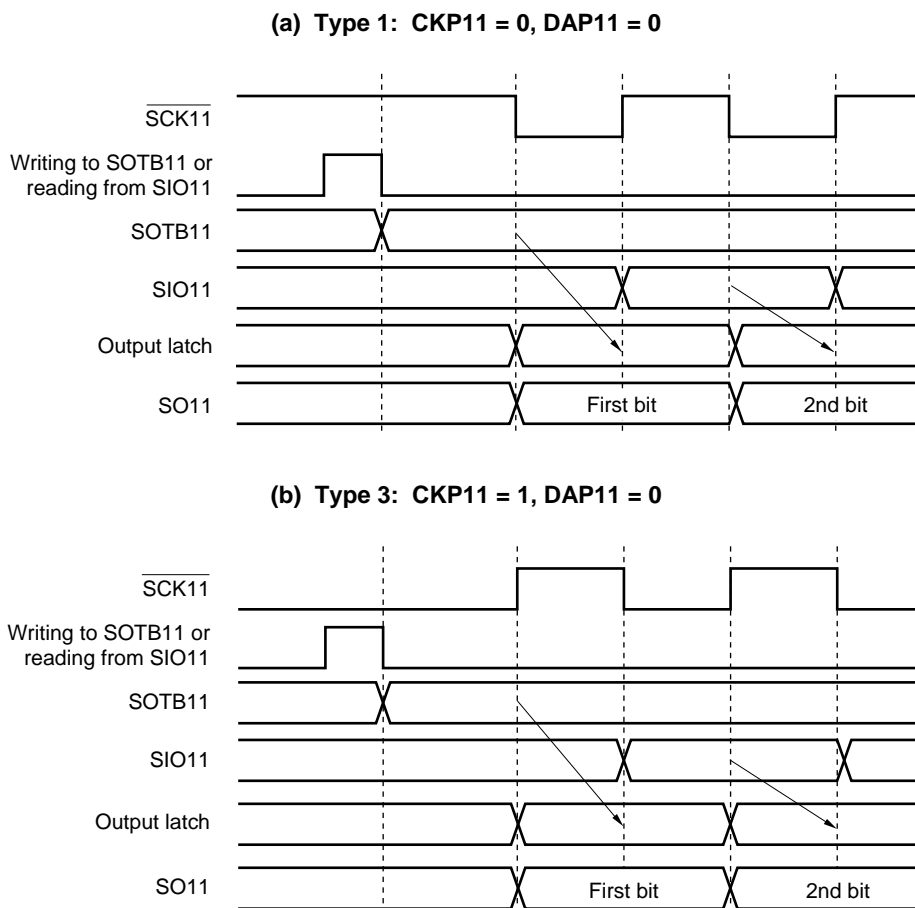 (a) Type 1: CKP11 = 0, DAP11 = 0
SCK11
Writing to SOTB11 or
reading from SIO11
SOTB11
SIO11
Output latch
SO11
First bit
2nd bit
(b) Type 3: CKP11 = 1, DAP11 = 0
SCK11
Writing to SOTB11 or
reading from SIO11
SOTB11
SIO11
Output latch
SO11
First bit
2nd bit